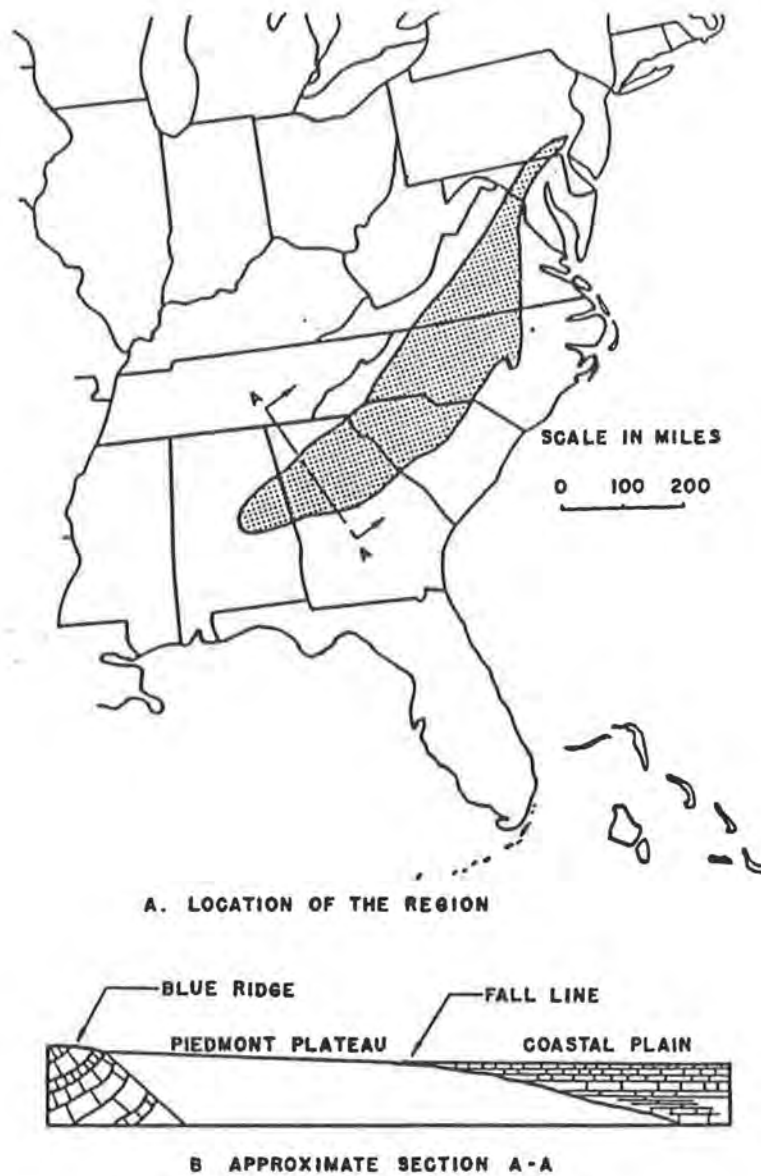 A
A
SCALE IN MILES
0 100 200
A. LOCATION OF THE REGION
BLUE RIDGE
FALL LINE
PIEDMONT PLATEAU
COASTAL PLAIN
B APPROXIMATE SECTION A-A